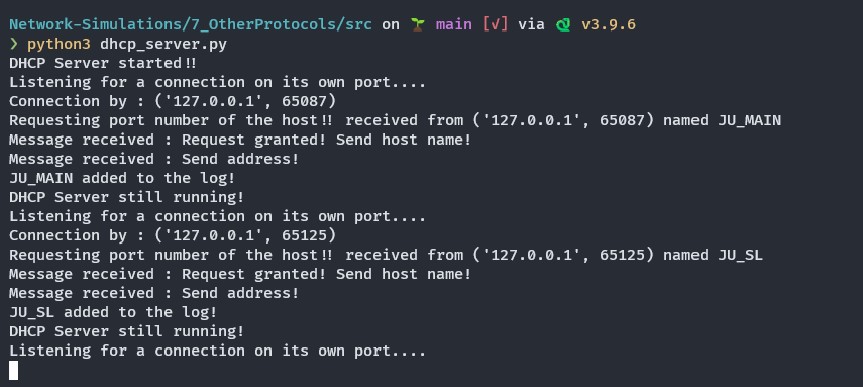 Network-Simulations/7_OtherProtocols/src on 🌱 main [√] via 🐍 v3.9.6
❯ python3 dhcp_server.py
DHCP Server started!!
Listening for a connection on its own port....
Connection by : ('127.0.0.1', 65087)
Requesting port number of the host!! received from ('127.0.0.1', 65087) named JU_MAIN
Message received : Request granted! Send host name!
Message received : Send address!
JU_MAIN added to the log!
DHCP Server still running!
Listening for a connection on its own port....
Connection by : ('127.0.0.1', 65125)
Requesting port number of the host!! received from ('127.0.0.1', 65125) named JU_SL
Message received : Request granted! Send host name!
Message received : Send address!
JU_SL added to the log!
DHCP Server still running!
Listening for a connection on its own port....